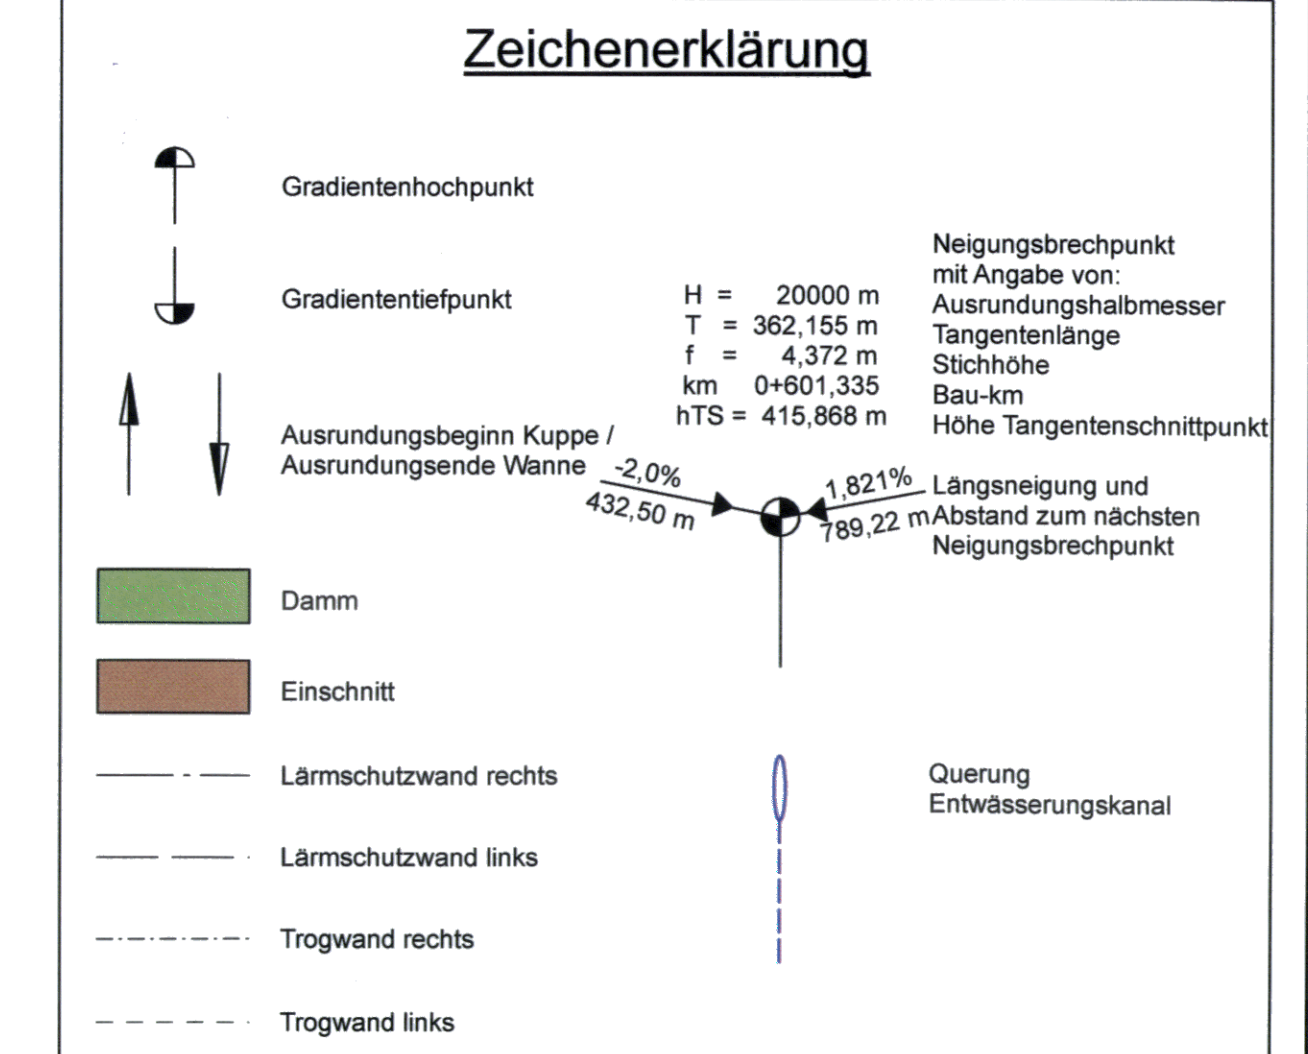 Zeichenerklärung
Gradientenhochpunkt
Gradiententiefpunkt
Ausrundungsbeginn Kuppe /
Ausrundungsende Wanne
Damm
Einschnitt
Lärmschutzwand rechts
Lärmschutzwand links
Trogwand rechts
Trogwand links
H = 20000 m
T = 362,155 m
f = 4,372 m
km 0+601,335
hTS = 415,868 m
Neigungsbrechpunkt
mit Angabe von:
Ausrundungshalbmesser
Tangentenlänge
Stichhöhe
Bau-km
Höhe Tangentenschnittpunkt
-2,0%
432,50 m
1,821%
789,22 m
Längsneigung und
Abstand zum nächsten
Neigungsbrechpunkt
Querung
Entwässerungskanal